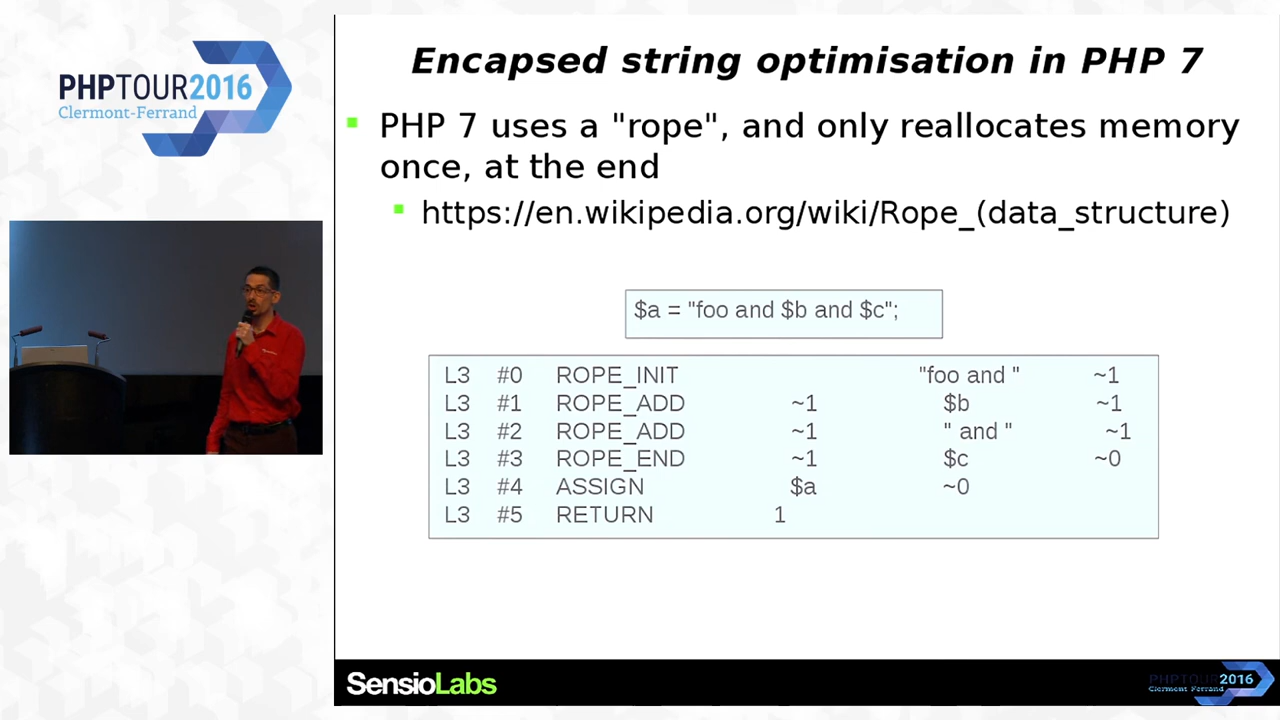 PHPTOUR2016
Clermont-Ferrand
Encapsed string optimisation in PHP 7
PHP 7 uses a "rope", and only reallocates memory
once, at the end
https://en.wikipedia.org/wiki/Rope_(data_structure)
$a = "foo and $b and $c";
L3 #0 ROPE_INIT "foo and " ~1
L3 #1 ROPE_ADD ~1 $b ~1
L3 #2 ROPE_ADD ~1 " and " ~1
L3 #3 ROPE_END ~1 $c ~0
L3 #4 ASSIGN $a ~0
L3 #5 RETURN 1
SensioLabs
PHPTOUR2016
Clermont-Ferrand